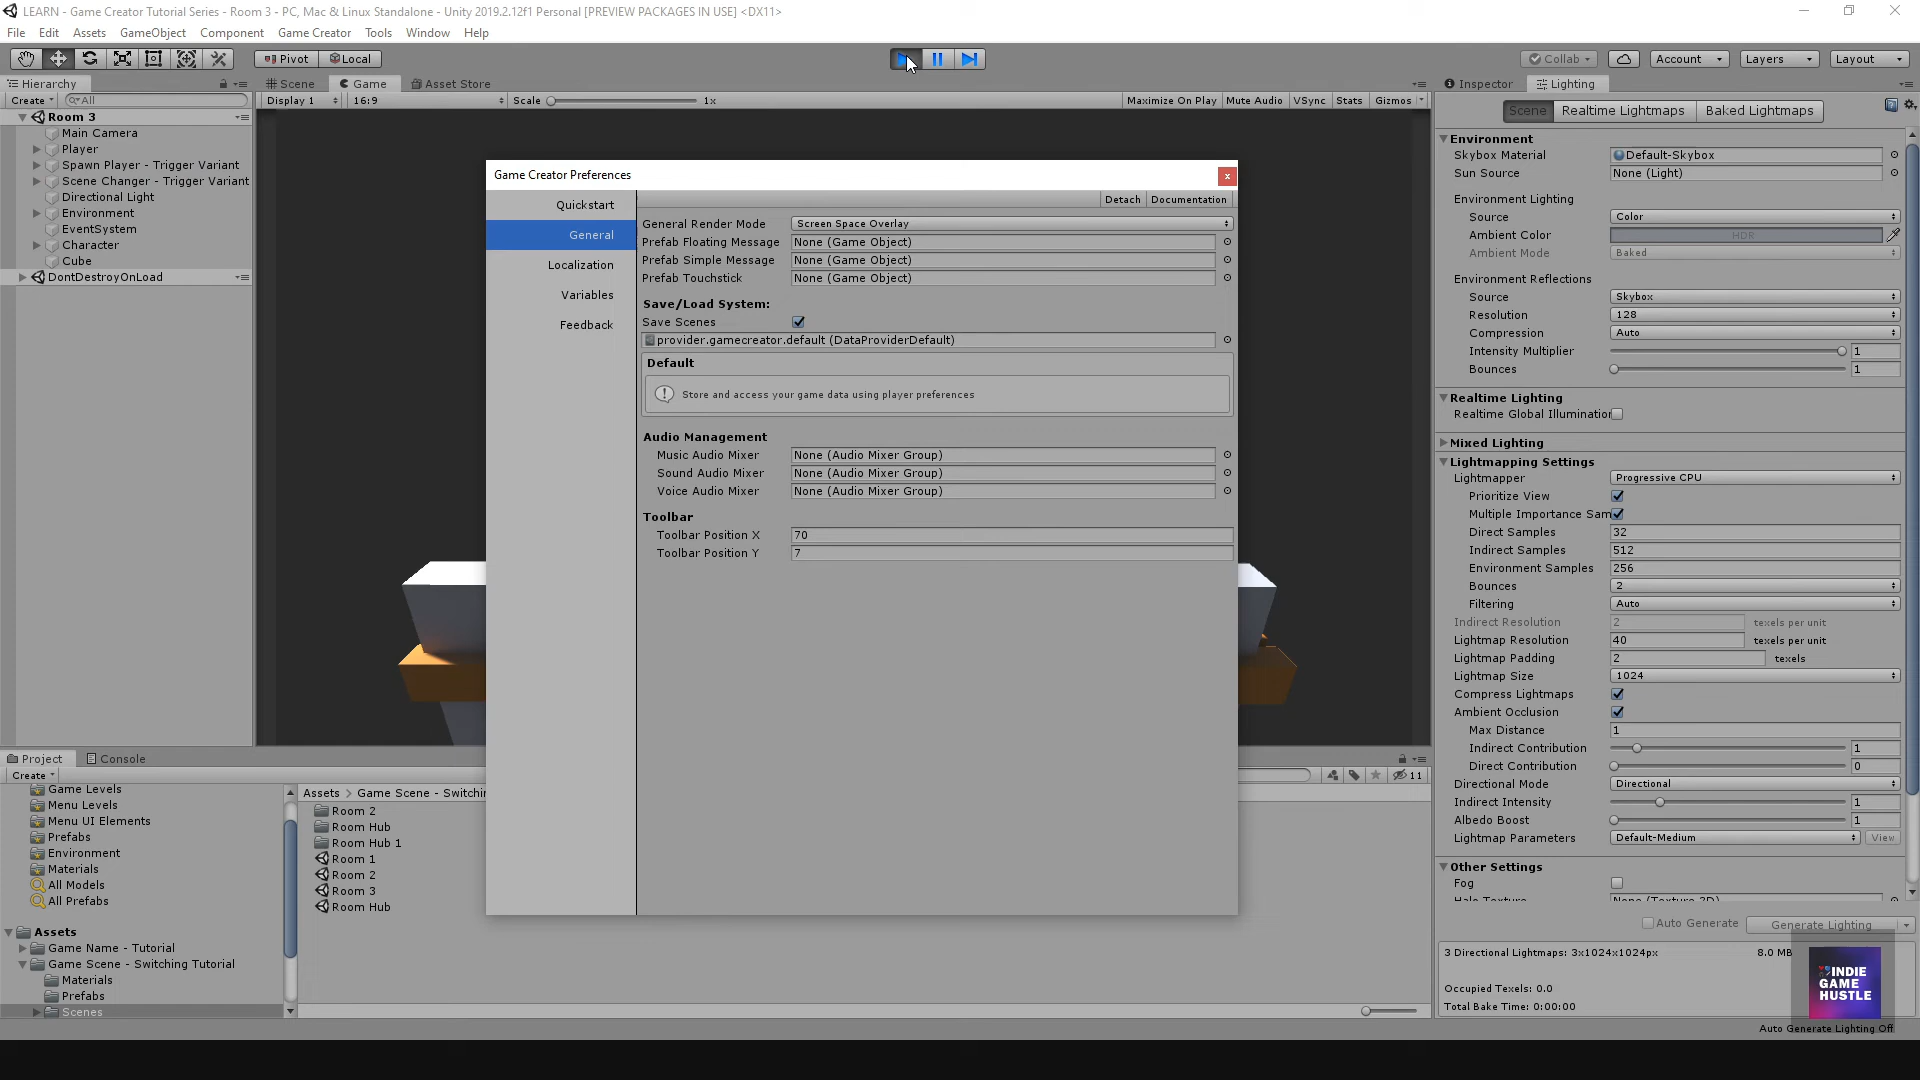 LEARN - Game Creator Tutorial Series - Room 3 - PC, Mac & Linux Standalone - Unity 2019.2.12f1 Personal [PREVIEW PACKAGES IN USE] <DX11>
File Edit Assets GameObject Component Game Creator Tools Window Help
Pivot Local Collab Account Layers Layout
Hierarchy Scene Game Asset Store Inspector Lighting
Create All Display 1 16:9 Scale 1x Maximize On Play Mute Audio VSync Stats Gizmos
Scene Realtime Lightmaps Baked Lightmaps
Room 3
Main Camera
Player
Spawn Player - Trigger Variant
Scene Changer - Trigger Variant
Directional Light
Environment
EventSystem
Character
Cube
DontDestroyOnLoad
Game Creator Preferences
x
Quickstart
General
Localization
Variables
Feedback
Detach Documentation
General Render Mode Screen Space Overlay
Prefab Floating Message None (Game Object)
Prefab Simple Message None (Game Object)
Prefab Touchstick None (Game Object)
Save/Load System:
Save Scenes
provider.gamecreator.default (DataProviderDefault)
Default
Store and access your game data using player preferences
Audio Management
Music Audio Mixer None (Audio Mixer Group)
Sound Audio Mixer None (Audio Mixer Group)
Voice Audio Mixer None (Audio Mixer Group)
Toolbar
Toolbar Position X 70
Toolbar Position Y 7
Environment
Skybox Material Default-Skybox
Sun Source None (Light)
Environment Lighting
Source Color
Ambient Color HDR
Ambient Mode Baked
Environment Reflections
Source Skybox
Resolution 128
Compression Auto
Intensity Multiplier 1
Bounces 1
Realtime Lighting
Realtime Global Illumination
Mixed Lighting
Lightmapping Settings
Lightmapper Progressive CPU
Prioritize View
Multiple Importance Sam
Direct Samples 32
Indirect Samples 512
Environment Samples 256
Bounces 2
Filtering Auto
Indirect Resolution 2 texels per unit
Lightmap Resolution 40 texels per unit
Lightmap Padding 2 texels
Lightmap Size 1024
Compress Lightmaps
Ambient Occlusion
Max Distance 1
Indirect Contribution 1
Direct Contribution 0
Directional Mode Directional
Indirect Intensity 1
Albedo Boost 1
Lightmap Parameters Default-Medium View
Other Settings
Fog
Halo Texture None (Texture 2D)
Auto Generate Generate Lighting
3 Directional Lightmaps: 3x1024x1024px 8.0 MB
Occupied Texels: 0.0
Total Bake Time: 0:00:00
INDIE
GAME
HUSTLE
Auto Generate Lighting Off
Project Console
Create 11
Game Levels
Menu Levels
Menu UI Elements
Prefabs
Environment
Materials
All Models
All Prefabs
Assets
Game Name - Tutorial
Game Scene - Switching Tutorial
Materials
Prefabs
Scenes
Assets > Game Scene - Switchin
Room 2
Room Hub
Room Hub 1
Room 1
Room 2
Room 3
Room Hub